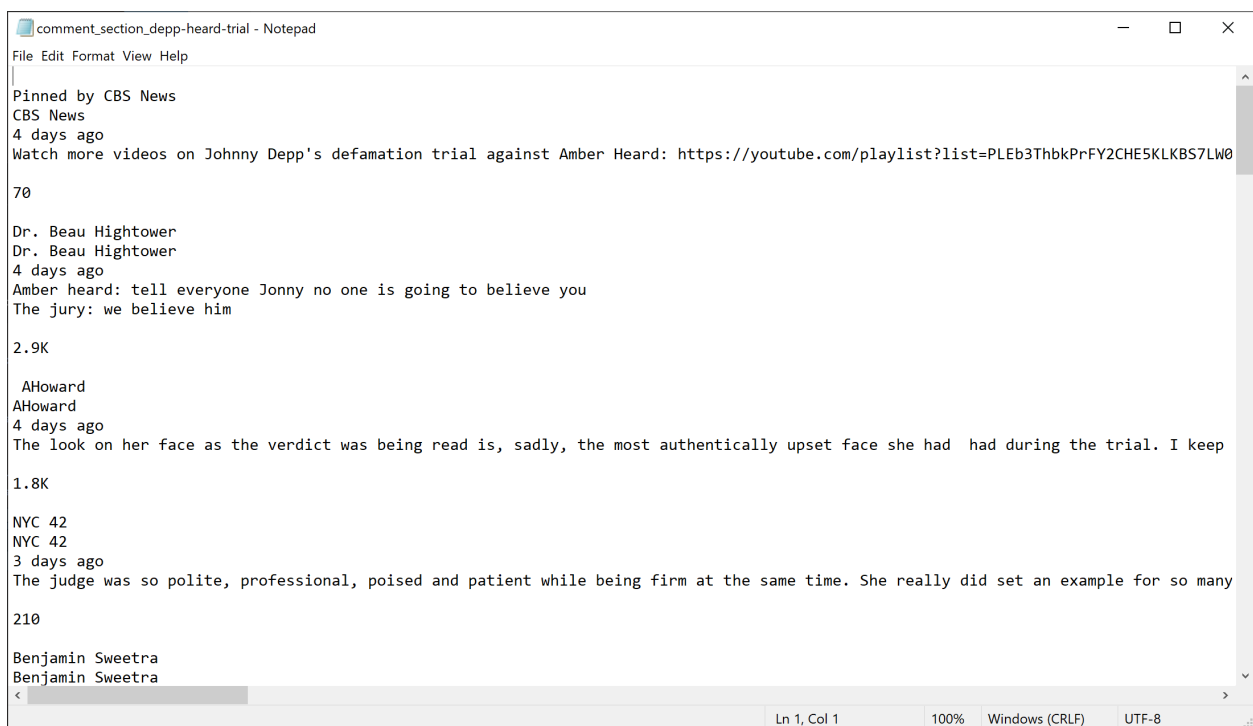 comment_section_depp-heard-trial - Notepad
File Edit Format View Help
Pinned by CBS News
CBS News
4 days ago
Watch more videos on Johnny Depp's defamation trial against Amber Heard: https://youtube.com/playlist?list=PLEb3ThbkPrFY2CHE5KLKBS7LW0
70
Dr. Beau Hightower
Dr. Beau Hightower
4 days ago
Amber heard: tell everyone Jonny no one is going to believe you
The jury: we believe him
2.9K
AHoward
AHoward
4 days ago
The look on her face as the verdict was being read is, sadly, the most authentically upset face she had  had during the trial. I keep
1.8K
NYC 42
NYC 42
3 days ago
The judge was so polite, professional, poised and patient while being firm at the same time. She really did set an example for so many
210
Benjamin Sweetra
Benjamin Sweetra
Ln 1, Col 1 100% Windows (CRLF) UTF-8